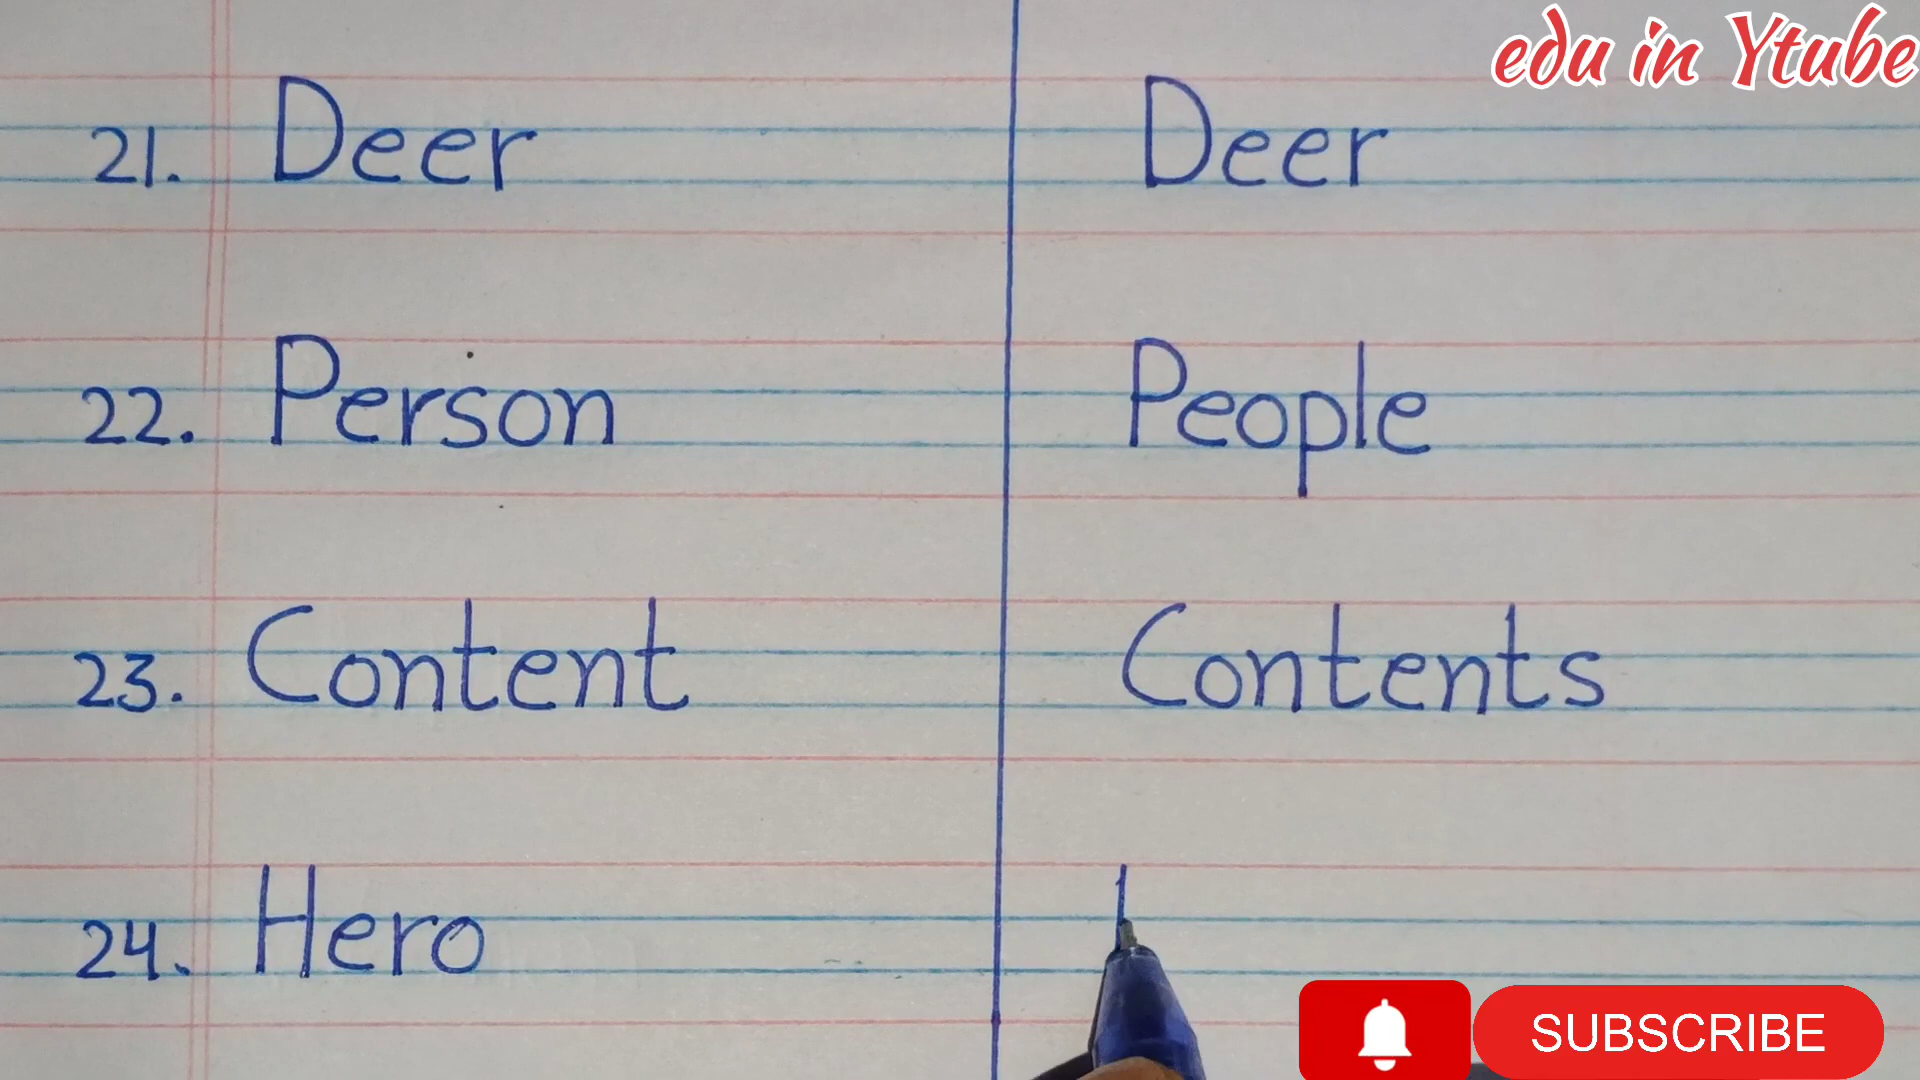 edu in Ytube
21. Deer Deer
22. Person People
23. Content Contents
24. Hero
SUBSCRIBE